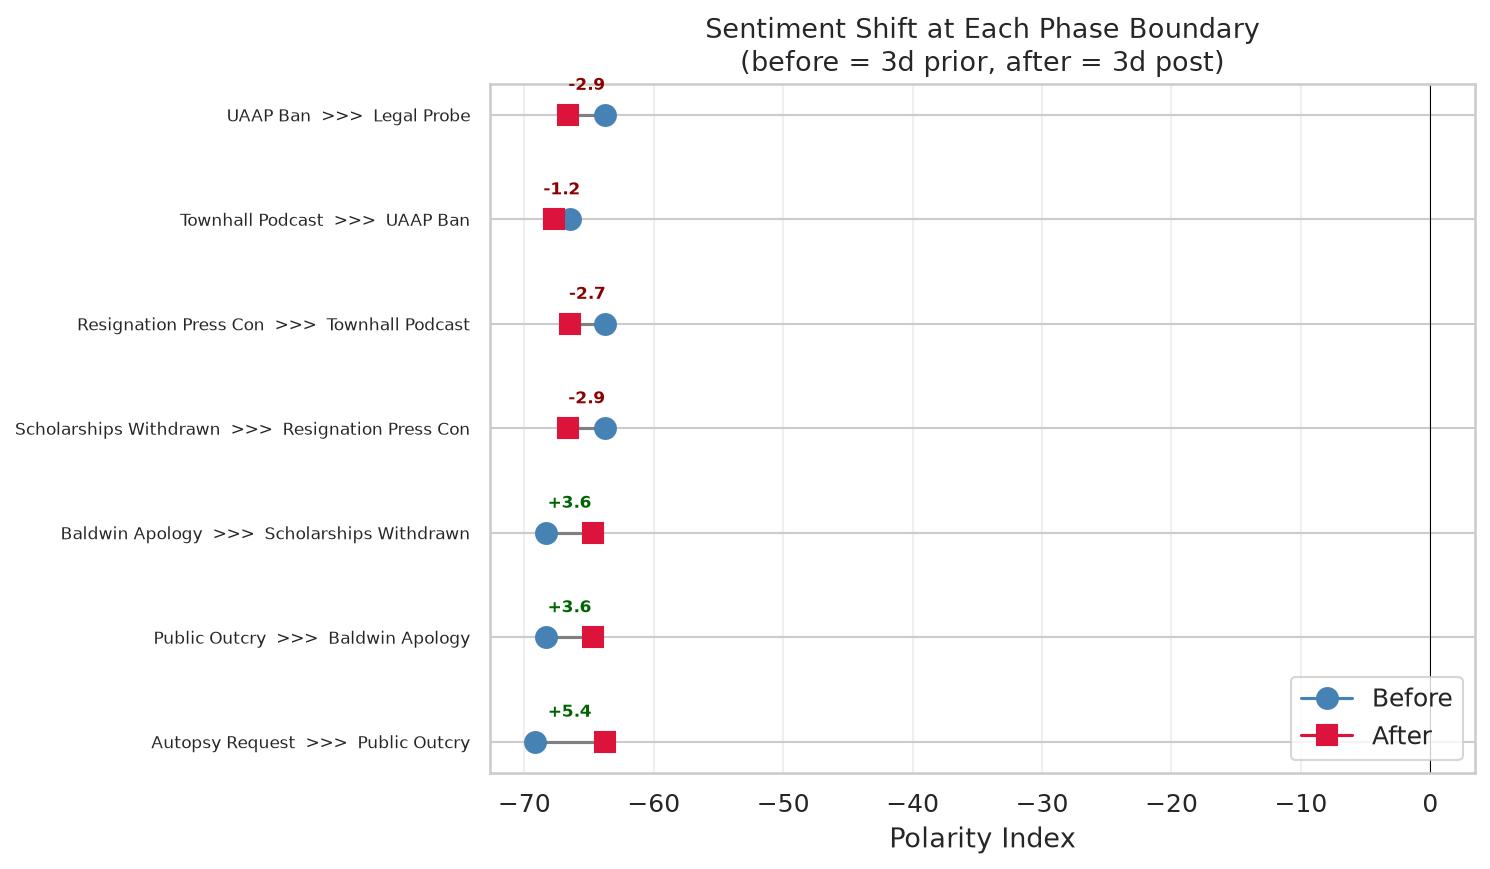 Sentiment Shift at Each Phase Boundary
(before = 3d prior, after = 3d post)
-2.9
UAAP Ban >>> Legal Probe
-1.2
Townhall Podcast >>> UAAP Ban
-2.7
Resignation Press Con >>> Townhall Podcast
-2.9
Scholarships Withdrawn >>> Resignation Press Con
+3.6
Baldwin Apology >>> Scholarships Withdrawn
+3.6
Public Outcry >>> Baldwin Apology
+5.4
Autopsy Request >>> Public Outcry
Before
After
−70 −60 −50 −40 −30 −20 −10 0
Polarity Index